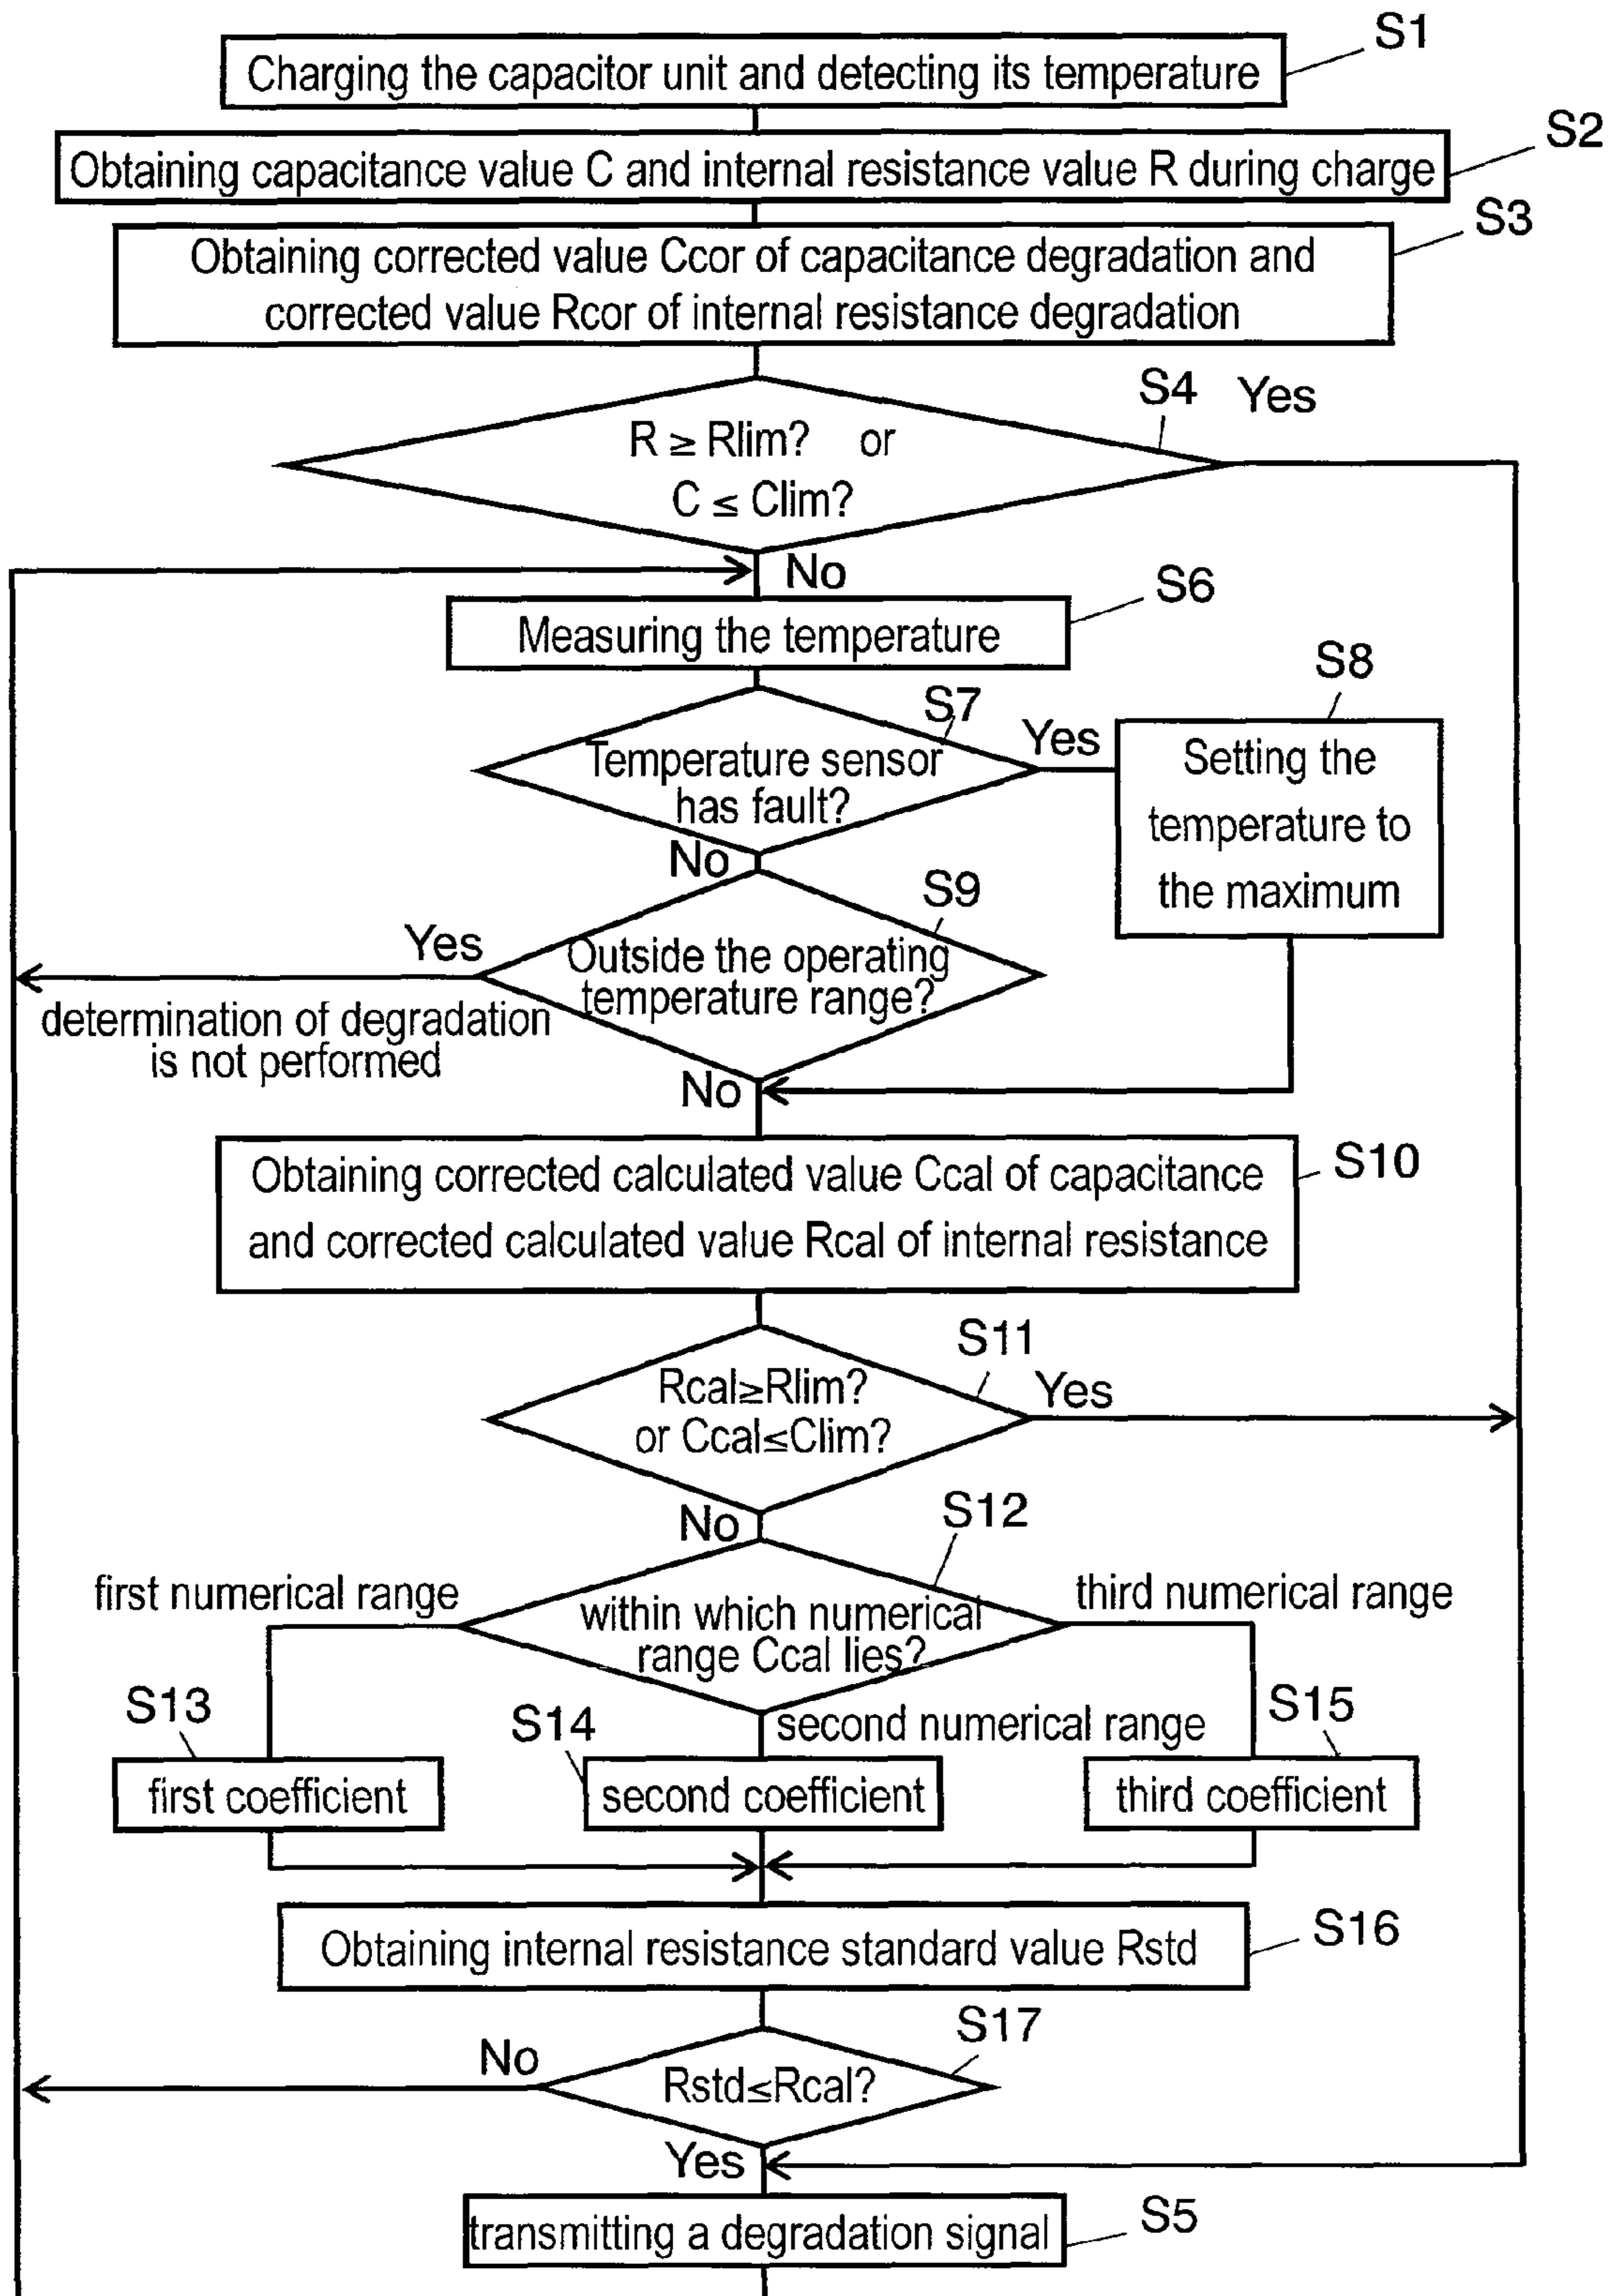 S1
Charging the capacitor unit and detecting its temperature
S2
Obtaining capacitance value C and internal resistance value R during charge
S3
Obtaining corrected value Ccor of capacitance degradation and
corrected value Rcor of internal resistance degradation
S4
Yes
R ≥ Rlim? or
C ≤ Clim?
No
S6
Measuring the temperature
S7
Temperature sensor
has fault?
Yes
S8
Setting the
temperature to
the maximum
No
S9
Outside the operating
temperature range?
Yes
determination of degradation
is not performed
No
S10
Obtaining corrected calculated value Ccal of capacitance
and corrected calculated value Rcal of internal resistance
S11
Rcal≥Rlim?
or Ccal≤Clim?
Yes
No
S12
within which numerical
range Ccal lies?
first numerical range
third numerical range
second numerical range
S13
first coefficient
S14
second coefficient
S15
third coefficient
S16
Obtaining internal resistance standard value Rstd
S17
Rstd≤Rcal?
No
Yes
S5
transmitting a degradation signal